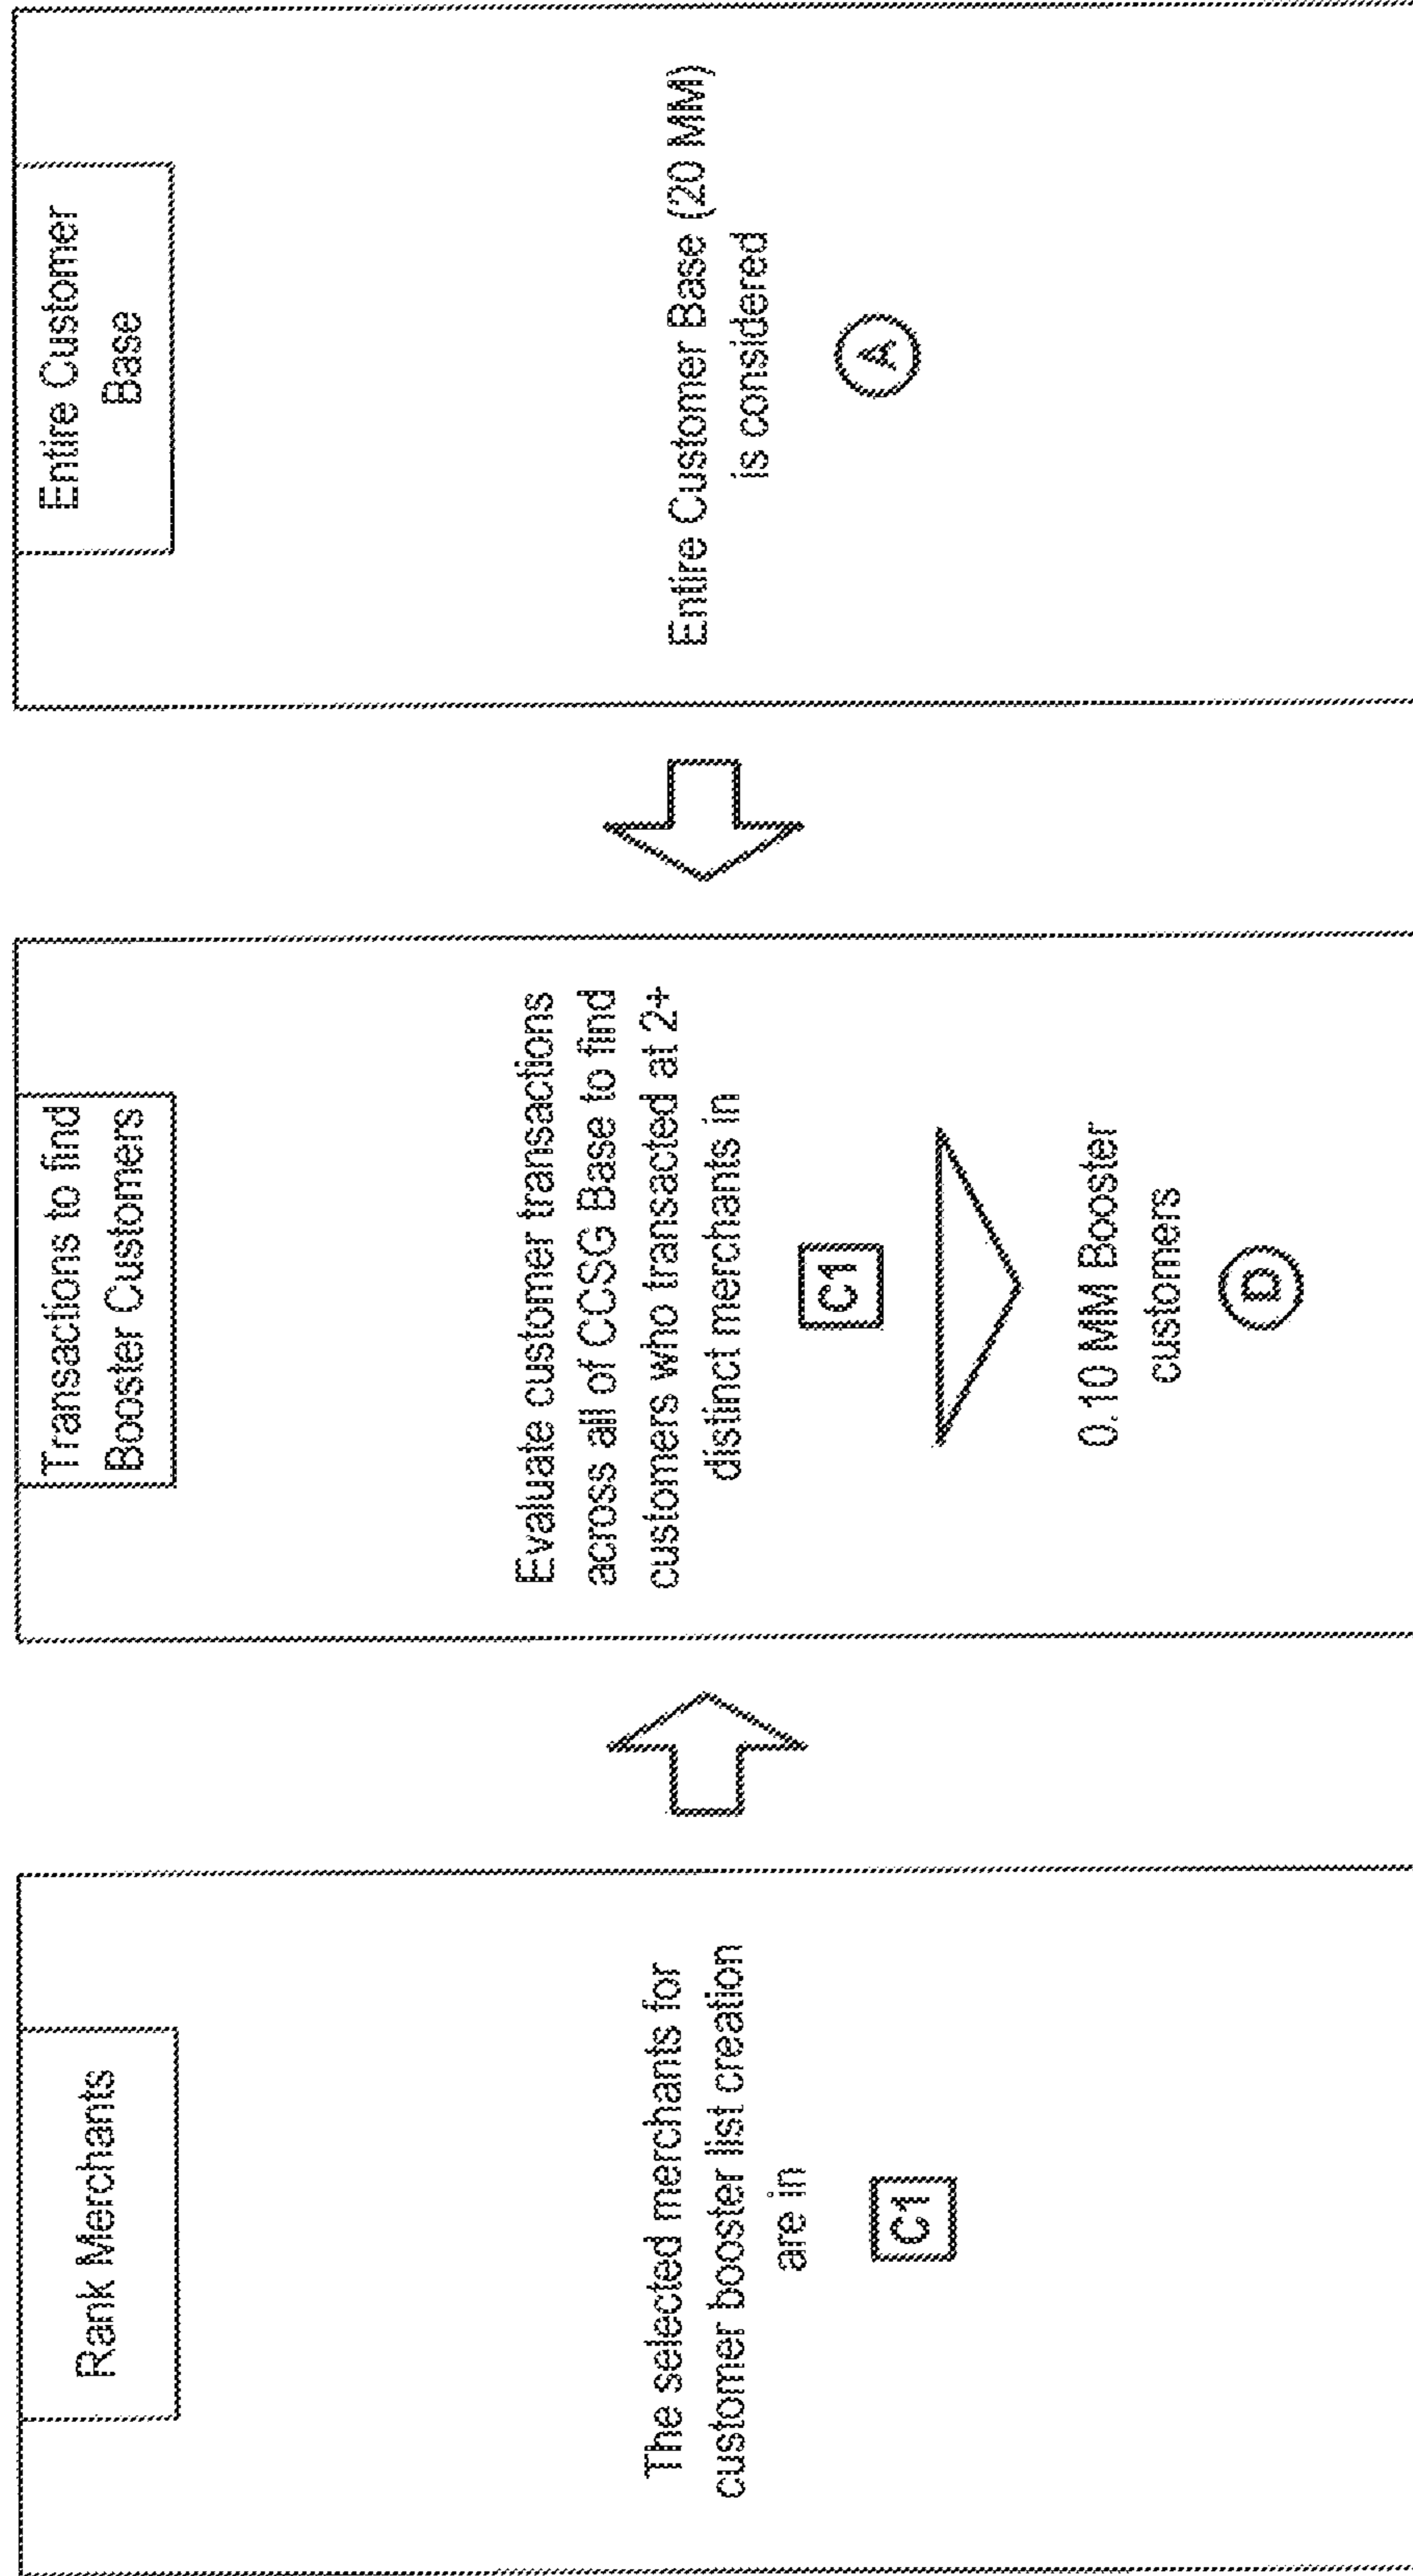 Rank Merchants
The selected merchants for
customer booster list creation
are in
C1
Transactions to find
Booster Customers
Evaluate customer transactions
across all of CCSG Base to find
customers who transacted at 2+
distinct merchants in
C1
0.10 MM Booster
customers
D
Entire Customer
Base
Entire Customer Base (20 MM)
is considered
A